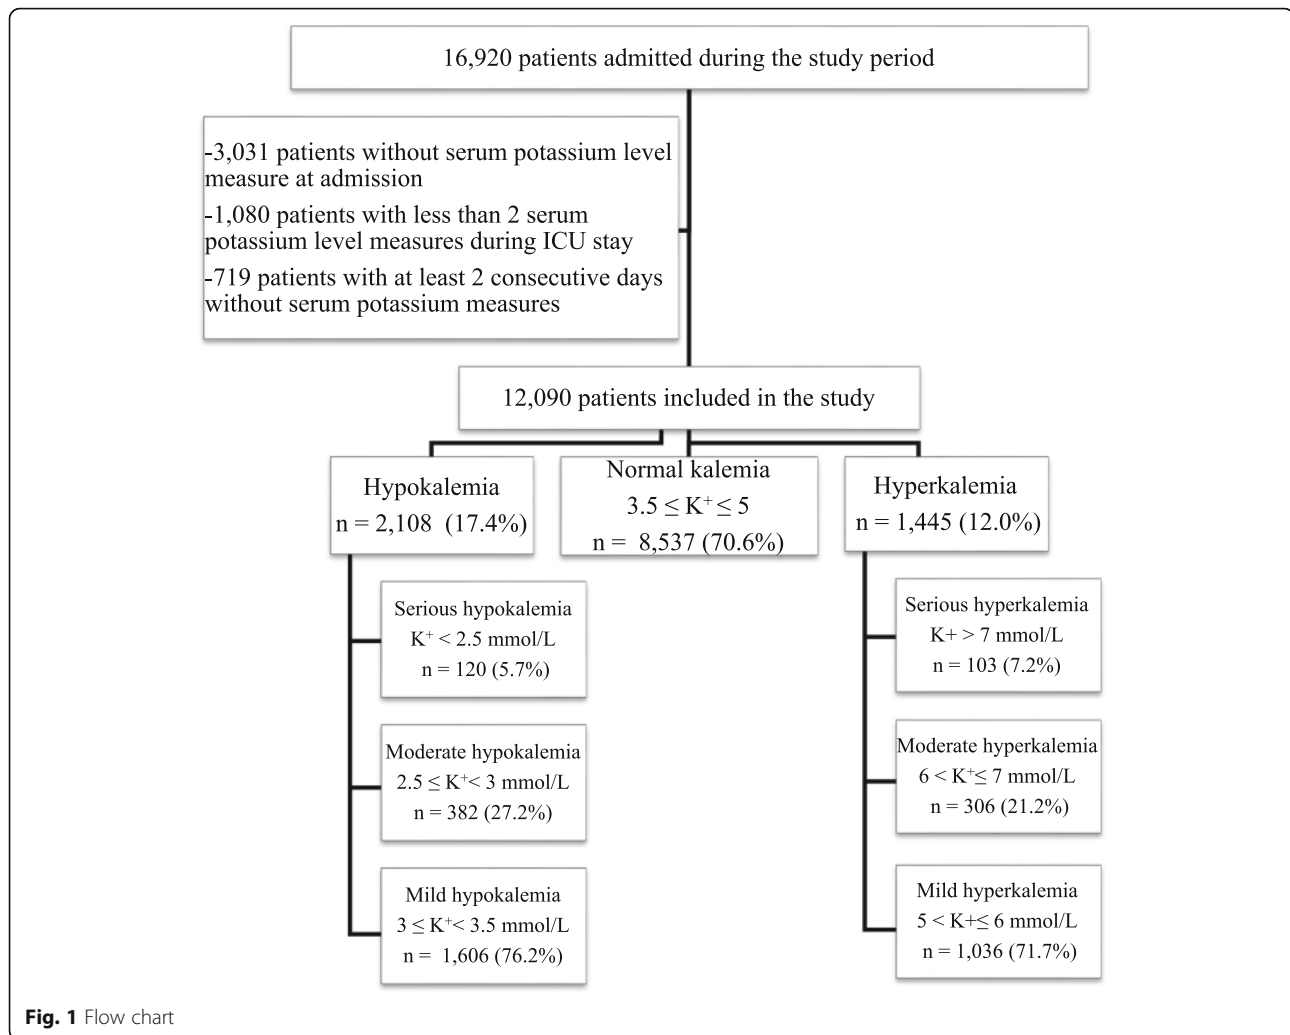 16,920 patients admitted during the study period
-3,031 patients without serum potassium level
measure at admission
-1,080 patients with less than 2 serum
potassium level measures during ICU stay
-719 patients with at least 2 consecutive days
without serum potassium measures
12,090 patients included in the study
Hypokalemia
n = 2,108 (17.4%)
Normal kalemia
3.5 ≤ K⁺ ≤ 5
n = 8,537 (70.6%)
Hyperkalemia
n = 1,445 (12.0%)
Serious hypokalemia
K⁺ < 2.5 mmol/L
n = 120 (5.7%)
Moderate hypokalemia
2.5 ≤ K⁺< 3 mmol/L
n = 382 (27.2%)
Mild hypokalemia
3 ≤ K⁺< 3.5 mmol/L
n = 1,606 (76.2%)
Serious hyperkalemia
K+ > 7 mmol/L
n = 103 (7.2%)
Moderate hyperkalemia
6 < K⁺≤ 7 mmol/L
n = 306 (21.2%)
Mild hyperkalemia
5 < K+≤ 6 mmol/L
n = 1,036 (71.7%)
Fig. 1 Flow chart